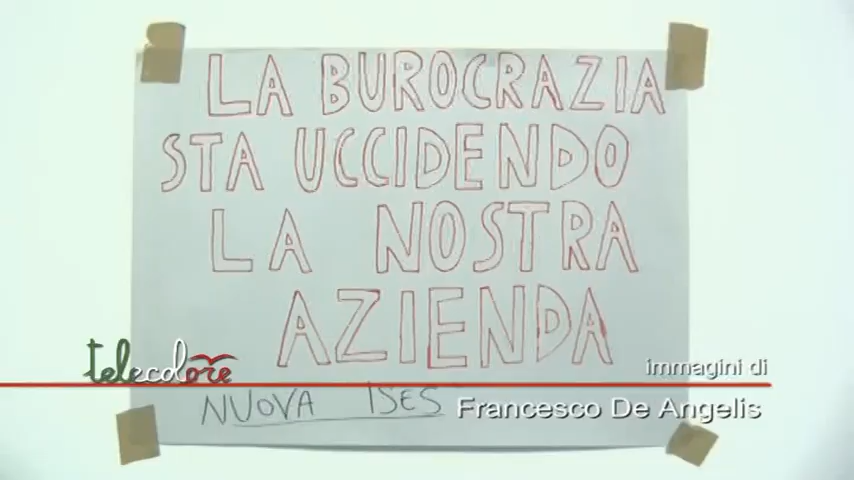 LA BUROCRAZIA
STA UCCIDENDO
LA NOSTRA
AZIENDA
telecolore
immagini di
NUOVA ISES
Francesco De Angelis